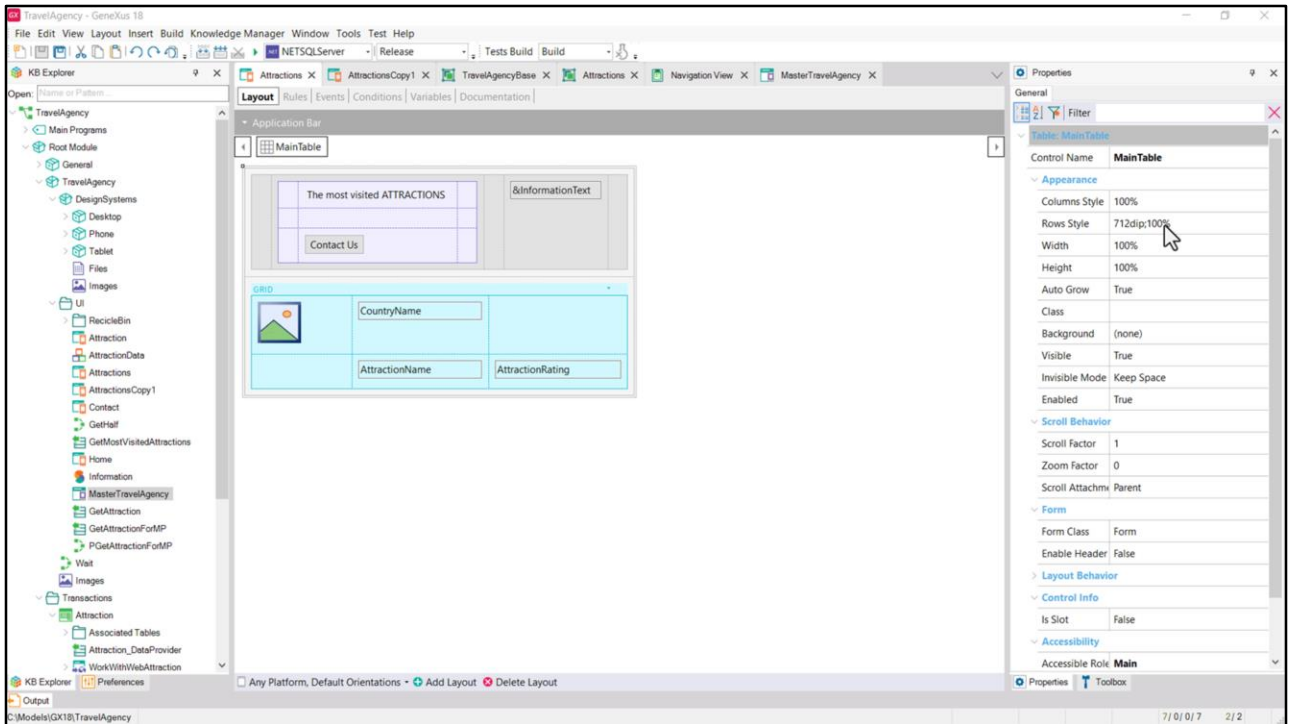 GX TravelAgency - GeneXus 18
File Edit View Layout Insert Build Knowledge Manager Window Tools Test Help
NETSQLServer Release Tests Build Build
KB Explorer
Open: Name or Pattern...
TravelAgency
Main Programs
Root Module
General
TravelAgency
DesignSystems
Desktop
Phone
Tablet
Files
Images
UI
RecicleBin
Attraction
AttractionData
Attractions
AttractionsCopy1
Contact
GetHalf
GetMostVisitedAttractions
Home
Information
MasterTravelAgency
GetAttraction
GetAttractionForMP
PGetAttractionForMP
Wait
Images
Transactions
Attraction
Associated Tables
Attraction_DataProvider
WorkWithWebAttraction
KB Explorer Preferences
Output
C:\Models\GX18\TravelAgency
Attractions X AttractionsCopy1 X TravelAgencyBase X Attractions X Navigation View X MasterTravelAgency X
Layout Rules Events Conditions Variables Documentation
Application Bar
MainTable
The most visited ATTRACTIONS
&InformationText
Contact Us
GRID
CountryName
AttractionName AttractionRating
Any Platform, Default Orientations Add Layout Delete Layout
Properties
General
Filter
Table: MainTable
Control Name MainTable
Appearance
Columns Style 100%
Rows Style 712dip;100%
Width 100%
Height 100%
Auto Grow True
Class
Background (none)
Visible True
Invisible Mode Keep Space
Enabled True
Scroll Behavior
Scroll Factor 1
Zoom Factor 0
Scroll Attachme Parent
Form
Form Class Form
Enable Header False
Layout Behavior
Control Info
Is Slot False
Accessibility
Accessible Role Main
Properties Toolbox
7/0/0/7 2/2